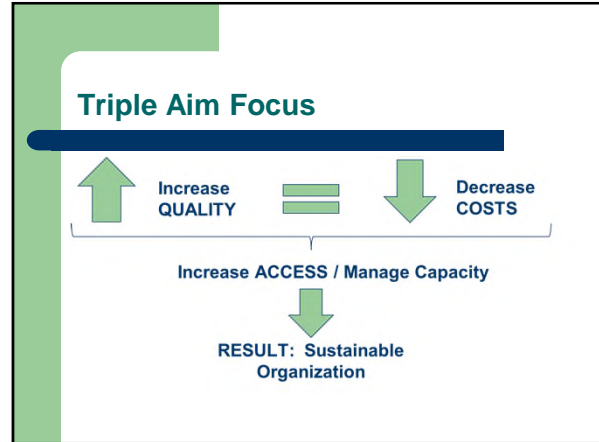 Triple Aim Focus
Increase
QUALITY
Decrease
COSTS
Increase ACCESS / Manage Capacity
RESULT: Sustainable
Organization